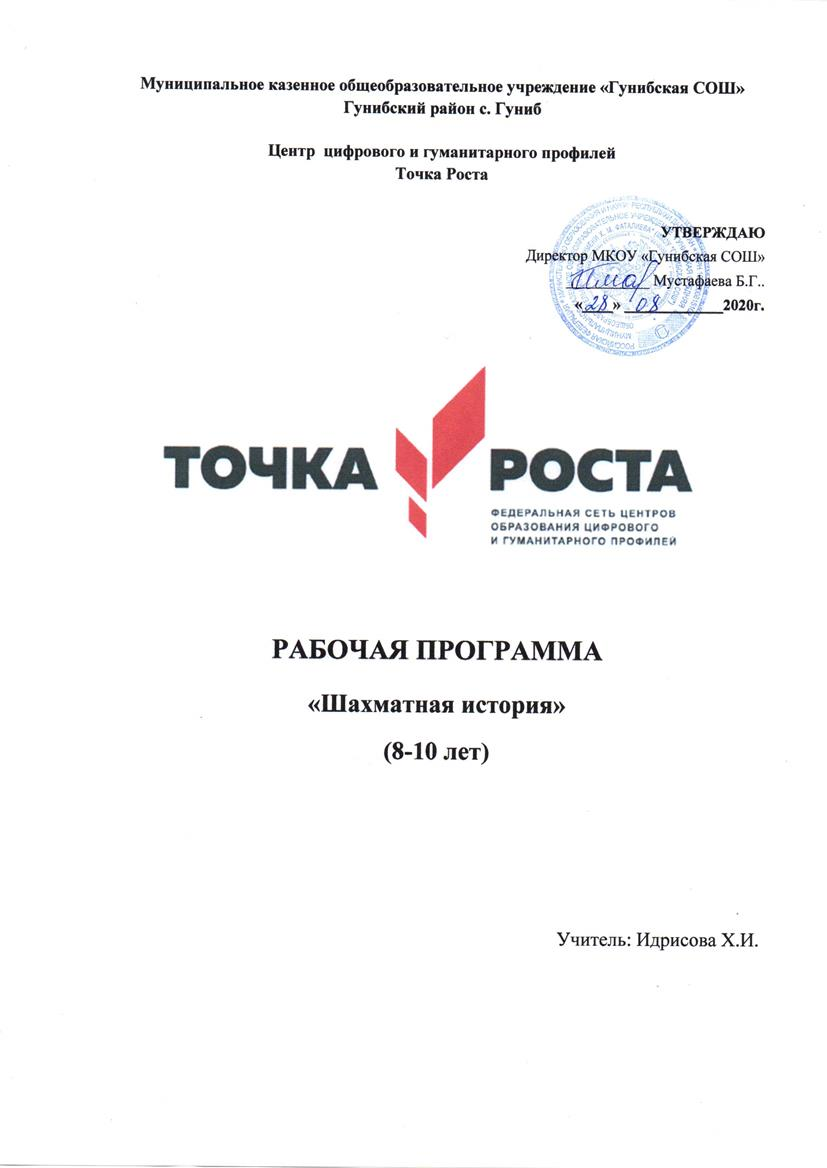 Муниципальное казенное общеобразовательное учреждение «Гунибская СОШ»
Гунибский район с. Гуниб
Центр цифрового и гуманитарного профилей
Точка Роста
УТВЕРЖДАЮ
Директор МКОУ «Гунибская СОШ»
Мустафаева Б.Г..
«28» 08 2020г.
ТОЧКА РОСТА
ФЕДЕРАЛЬНАЯ СЕТЬ ЦЕНТРОВ
ОБРАЗОВАНИЯ ЦИФРОВОГО
И ГУМАНИТАРНОГО ПРОФИЛЕЙ
РАБОЧАЯ ПРОГРАММА
«Шахматная история»
(8-10 лет)
Учитель: Идрисова Х.И.